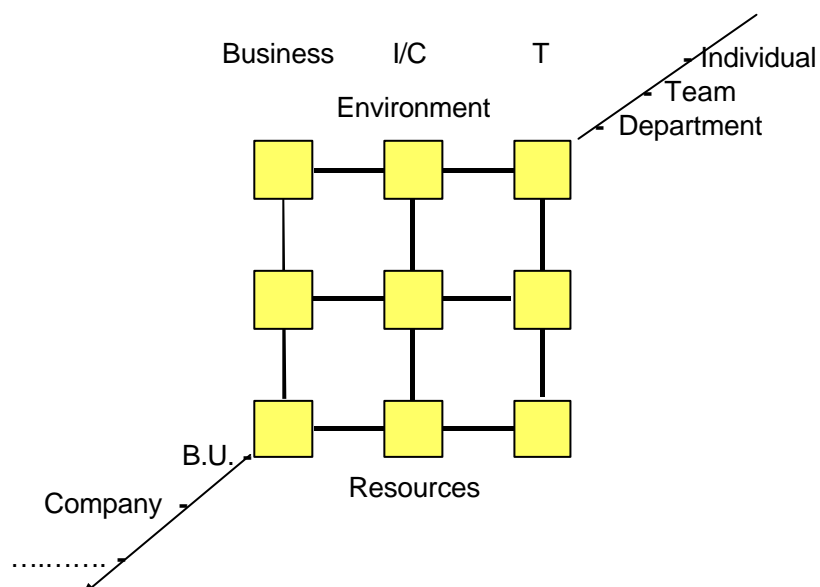 Business I/C T
Individual
Team
Environment
Department
B.U.
Resources
Company
…..……..